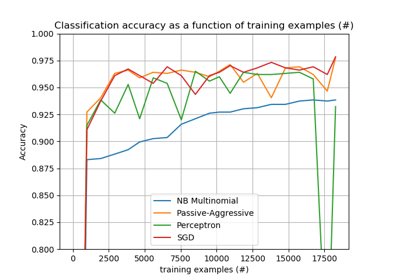 Classification accuracy as a function of training examples (#)
1.000
0.975
0.950
0.925
0.900
0.875
0.850
0.825
0.800
Accuracy
NB Multinomial
Passive-Aggressive
Perceptron
SGD
0 2500 5000 7500 10000 12500 15000 17500
training examples (#)